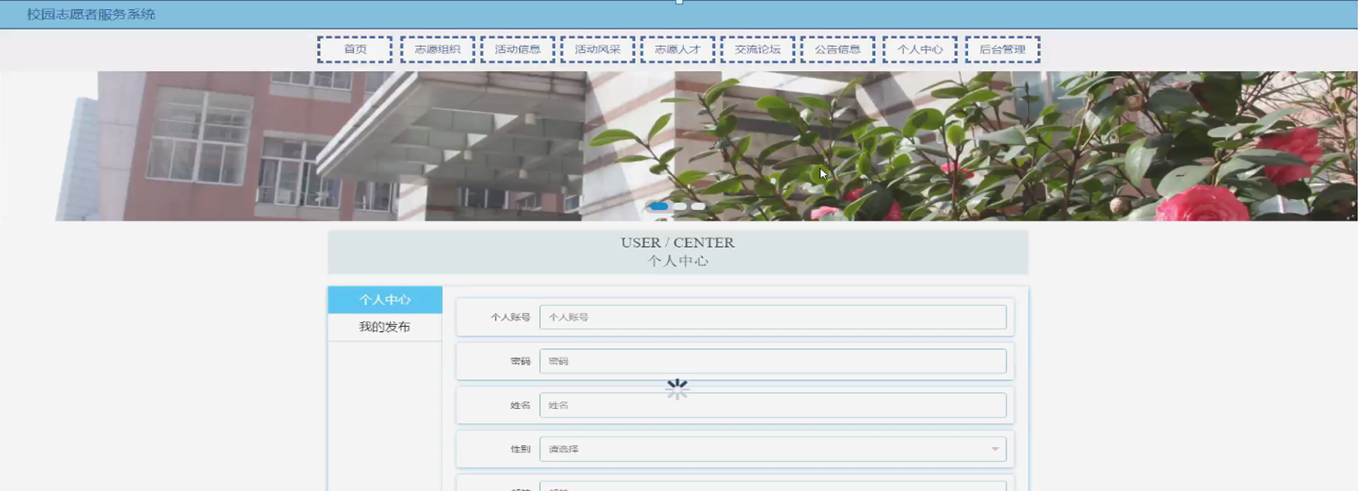 校园志愿者服务系统
首页 志愿组织 活动信息 活动风采 志愿人才 交流论坛 公告信息 个人中心 后台管理
USER / CENTER
个人中心
个人中心
我的发布
个人账号 个人账号
密码 密码
姓名 姓名
性别 请选择